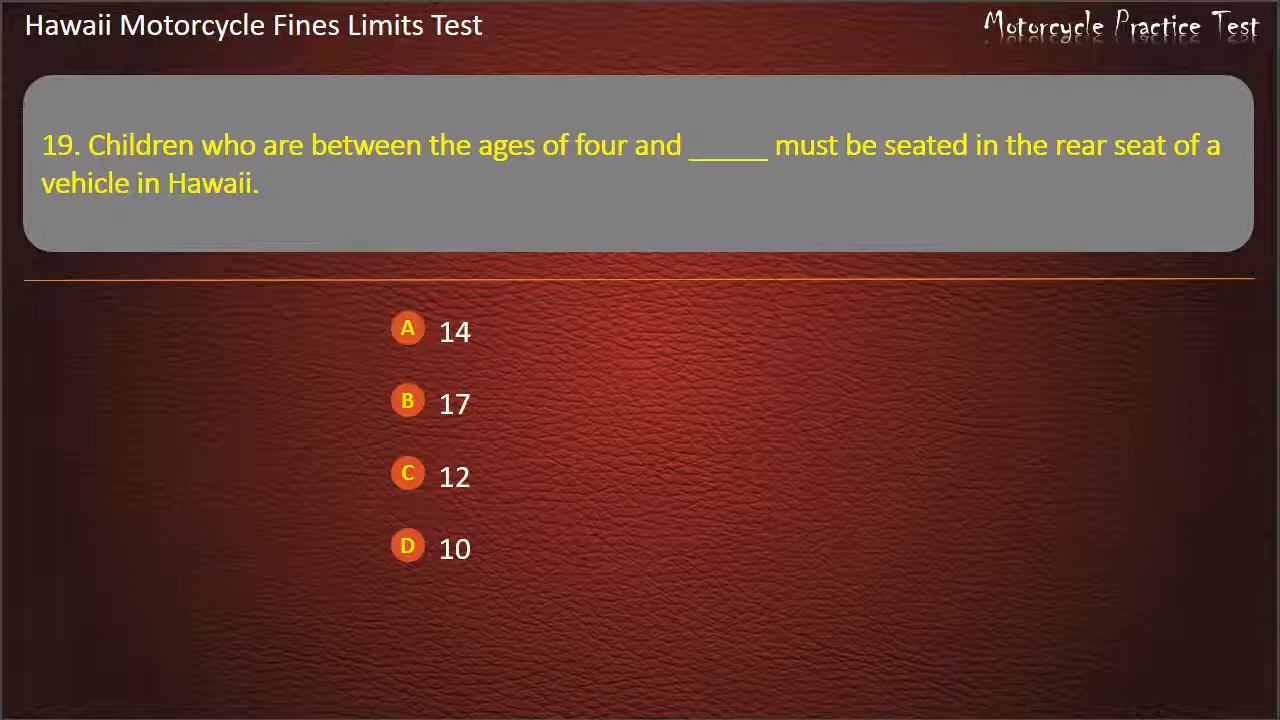 Hawaii Motorcycle Fines Limits Test
Motorcycle Practice Test
19. Children who are between the ages of four and _____ must be seated in the rear seat of a
vehicle in Hawaii.
A 14
B 17
C 12
D 10